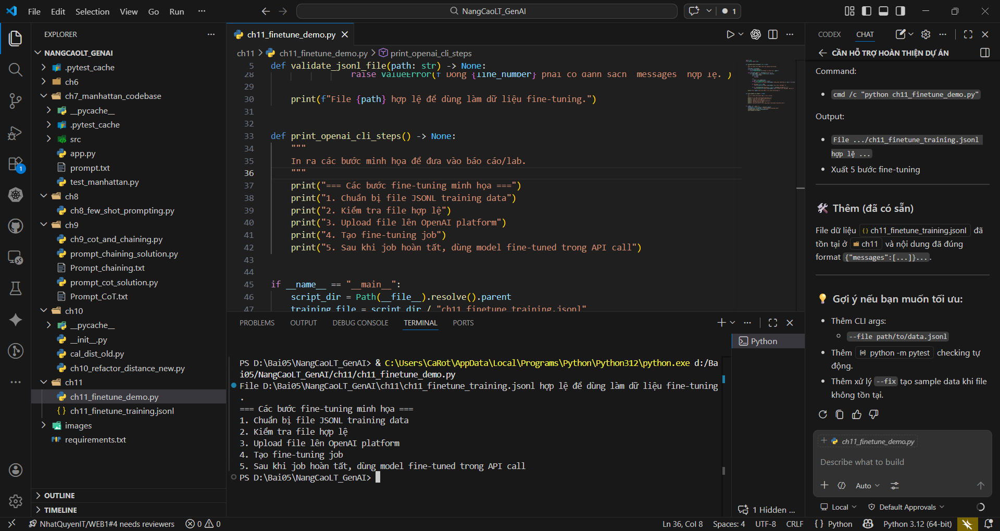 File Edit Selection View Go Run ···
NangCaoLT_GenAI
1
EXPLORER
NANGCAOLT_GENAI
.pytest_cache
ch6
ch7_manhattan_codebase
__pycache__
.pytest_cache
src
app.py
prompt.txt
test_manhattan.py
ch8
ch8_few_shot_prompting.py
ch9
ch9_cot_and_chaining.py
prompt_chaining_solution.py
Prompt_chaining.txt
prompt_cot_solution.py
Prompt_CoT.txt
ch10
__pycache__
__init__.py
cal_dist_old.py
ch10_refactor_distance_new.py
ch11
ch11_finetune_demo.py
ch11_finetune_training.jsonl
images
requirements.txt
OUTLINE
TIMELINE
1
ch11_finetune_demo.py
ch11 > ch11_finetune_demo.py > print_openai_cli_steps
5 def validate_jsonl_file(path: str) -> None:
28 raise ValueError(f"Dòng {line_number} phải có danh sách 'messages' hợp lệ.")
29
30 print(f"File {path} hợp lệ để dùng làm dữ liệu fine-tuning.")
31
32
33 def print_openai_cli_steps() -> None:
34 """
35 In ra các bước minh họa để đưa vào báo cáo/lab.
36 """
37 print("=== Các bước fine-tuning minh họa ===")
38 print("1. Chuẩn bị file JSONL training data")
39 print("2. Kiểm tra file hợp lệ")
40 print("3. Upload file lên OpenAI platform")
41 print("4. Tạo fine-tuning job")
42 print("5. Sau khi job hoàn tất, dùng model fine-tuned trong API call")
43
44
45 if __name__ == "__main__":
46 script_dir = Path(__file__).resolve().parent
47 training_file = script_dir / "ch11_finetune_training.jsonl"
PROBLEMS OUTPUT DEBUG CONSOLE TERMINAL PORTS
Python
PS D:\Bai05\NangCaoLT_GenAI> & C:\Users\CaRot\AppData\Local\Programs\Python\Python312\python.exe d:/Ba
i05/NangCaoLT_GenAI/ch11/ch11_finetune_demo.py
File D:\Bai05\NangCaoLT_GenAI\ch11\ch11_finetune_training.jsonl hợp lệ để dùng làm dữ liệu fine-tuning
.
=== Các bước fine-tuning minh họa ===
1. Chuẩn bị file JSONL training data
2. Kiểm tra file hợp lệ
3. Upload file lên OpenAI platform
4. Tạo fine-tuning job
5. Sau khi job hoàn tất, dùng model fine-tuned trong API call
PS D:\Bai05\NangCaoLT_GenAI>
1 Hidden ...
CODEX CHAT
CẦN HỖ TRỢ HOÀN THIỆN DỰ ÁN
Command:
• cmd /c "python ch11_finetune_demo.py"
Output:
• File .../ch11_finetune_training.jsonl
hợp lệ ...
• Xuất 5 bước fine-tuning
🛠️ Thêm (đã có sẵn)
File dữ liệu {} ch11_finetune_training.jsonl đã
tồn tại ở ch11 và nội dung đã đúng
format {"messages":[...]}....
💡 Gợi ý nếu bạn muốn tối ưu:
• Thêm CLI args:
--file path/to/data.jsonl
• Thêm python -m pytest checking tự
động.
• Thêm xử lý --fix tạo sample data khi file
không tồn tại.
ch11_finetune_demo.py
Describe what to build
Auto
Local Default Approvals
NhatQuyenIT/WEB1#4 needs reviewers 0 0
Ln 36, Col 8 Spaces: 4 UTF-8 CRLF {} Python Python 3.12 (64-bit)